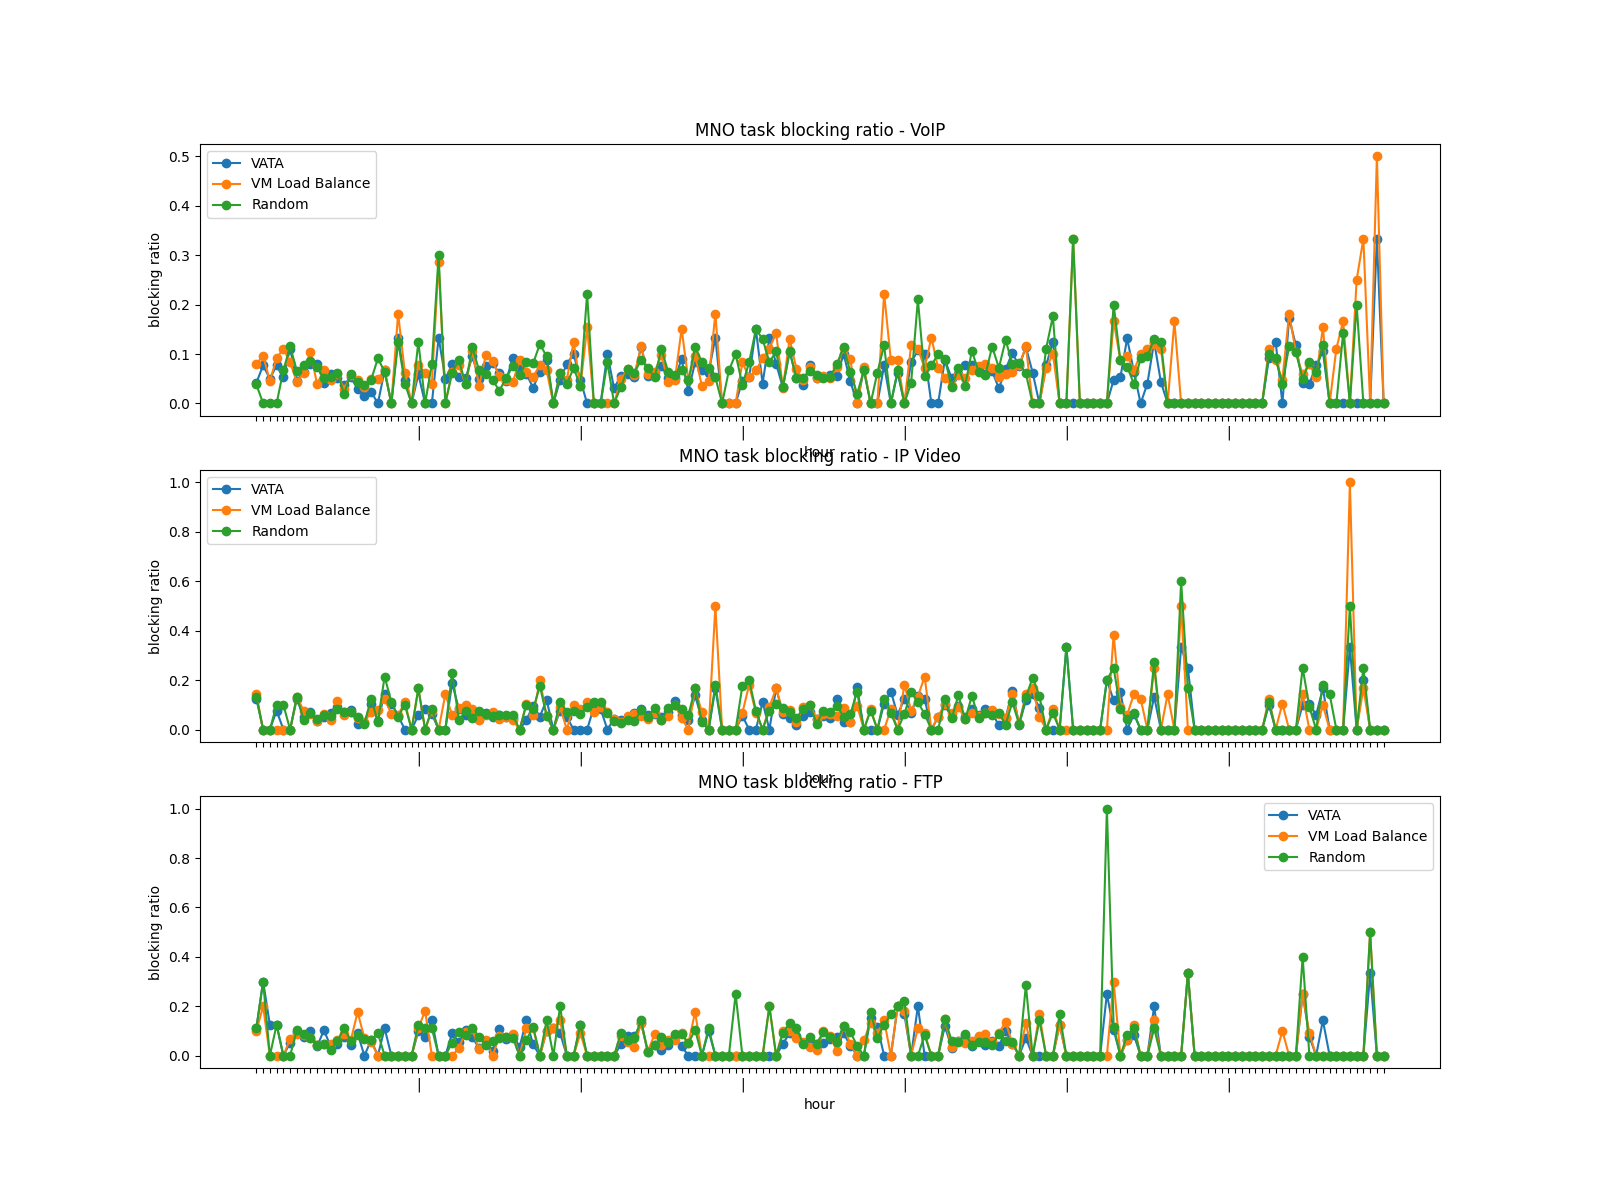 MNO task blocking ratio - VoIP
VATA
VM Load Balance
Random
blocking ratio
0.5
0.4
0.3
0.2
0.1
0.0
|
|
|
|
|
|
hour
MNO task blocking ratio - IP Video
VATA
VM Load Balance
Random
blocking ratio
1.0
0.8
0.6
0.4
0.2
0.0
|
|
|
|
|
|
hour
MNO task blocking ratio - FTP
VATA
VM Load Balance
Random
blocking ratio
1.0
0.8
0.6
0.4
0.2
0.0
|
|
|
|
|
|
hour